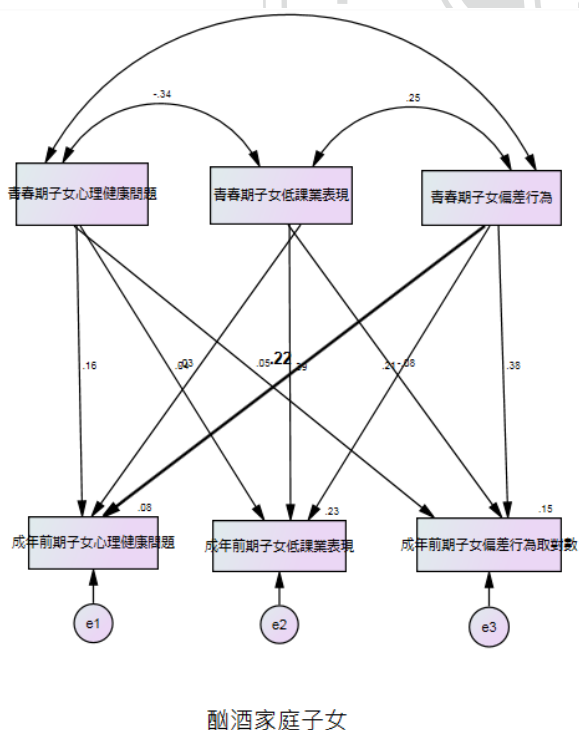 -.34
.25
青春期子女心理健康問題
青春期子女低課業表現
青春期子女偏差行為
.16
.03
.05
.22
.21
-.08
.38
.08
.23
.15
成年前期子女心理健康問題
成年前期子女低課業表現
成年前期子女偏差行為取對數
e1
e2
e3
酗酒家庭子女